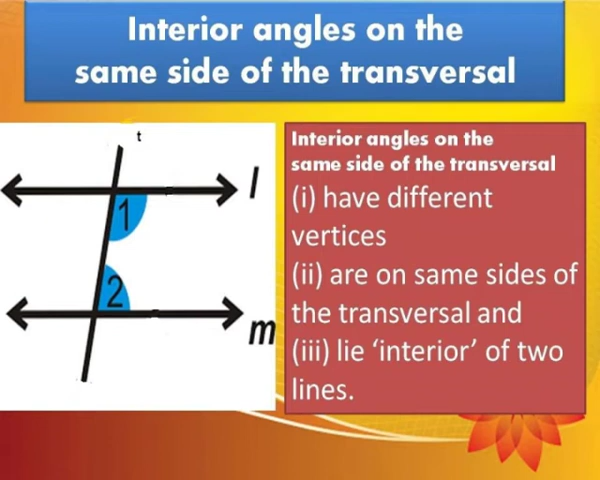 Interior angles on the
same side of the transversal
t
l
1
2
m
Interior angles on the
same side of the transversal
(i) have different
vertices
(ii) are on same sides of
the transversal and
(iii) lie ‘interior’ of two
lines.